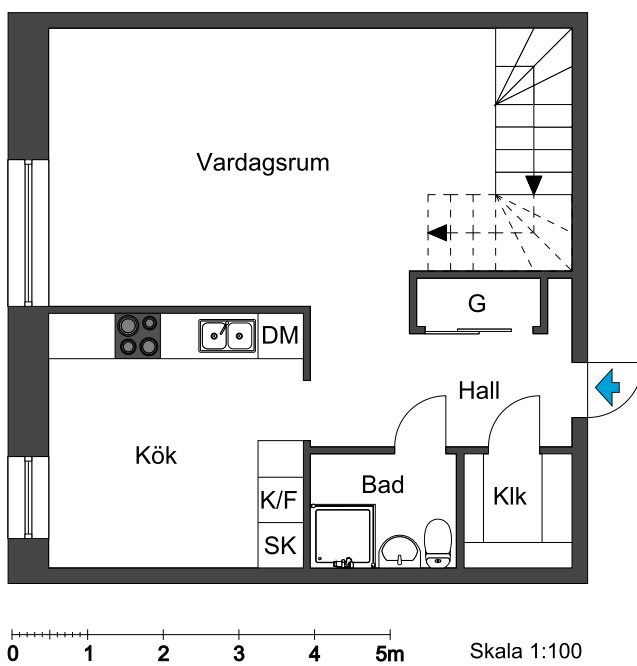 Vardagsrum
G
DM
Hall
Kök
Bad
K/F
Klk
SK
0 1 2 3 4 5m
Skala 1:100